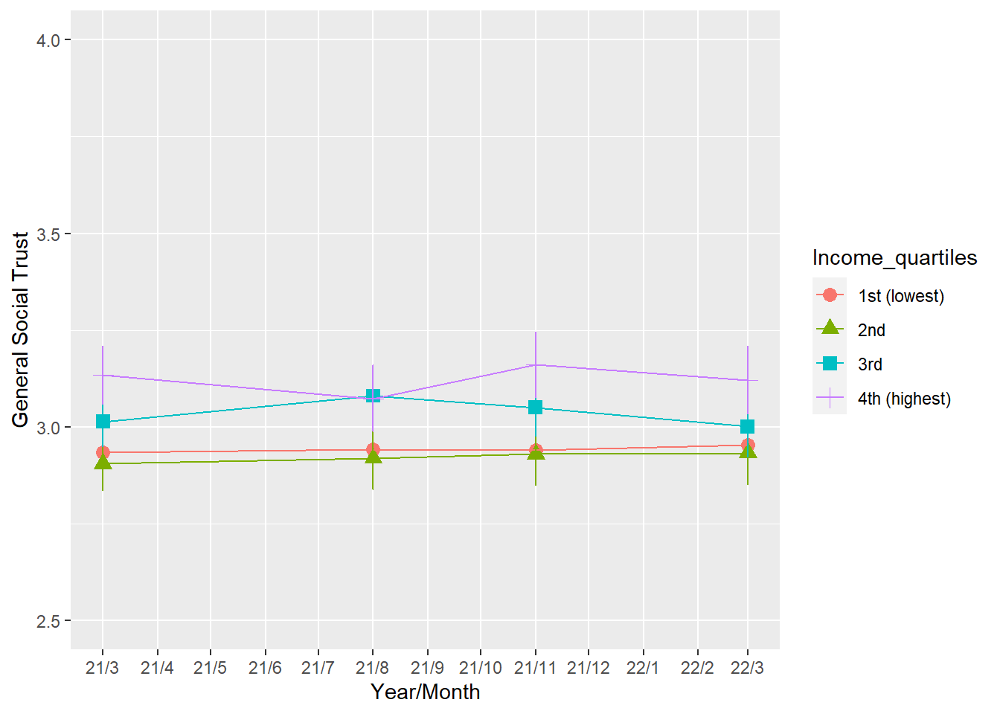 4.0
3.5
3.0
2.5
General Social Trust
21/3 21/4 21/5 21/6 21/7 21/8 21/9 21/10 21/11 21/12 22/1 22/2 22/3
Year/Month
Income_quartiles
1st (lowest)
2nd
3rd
4th (highest)